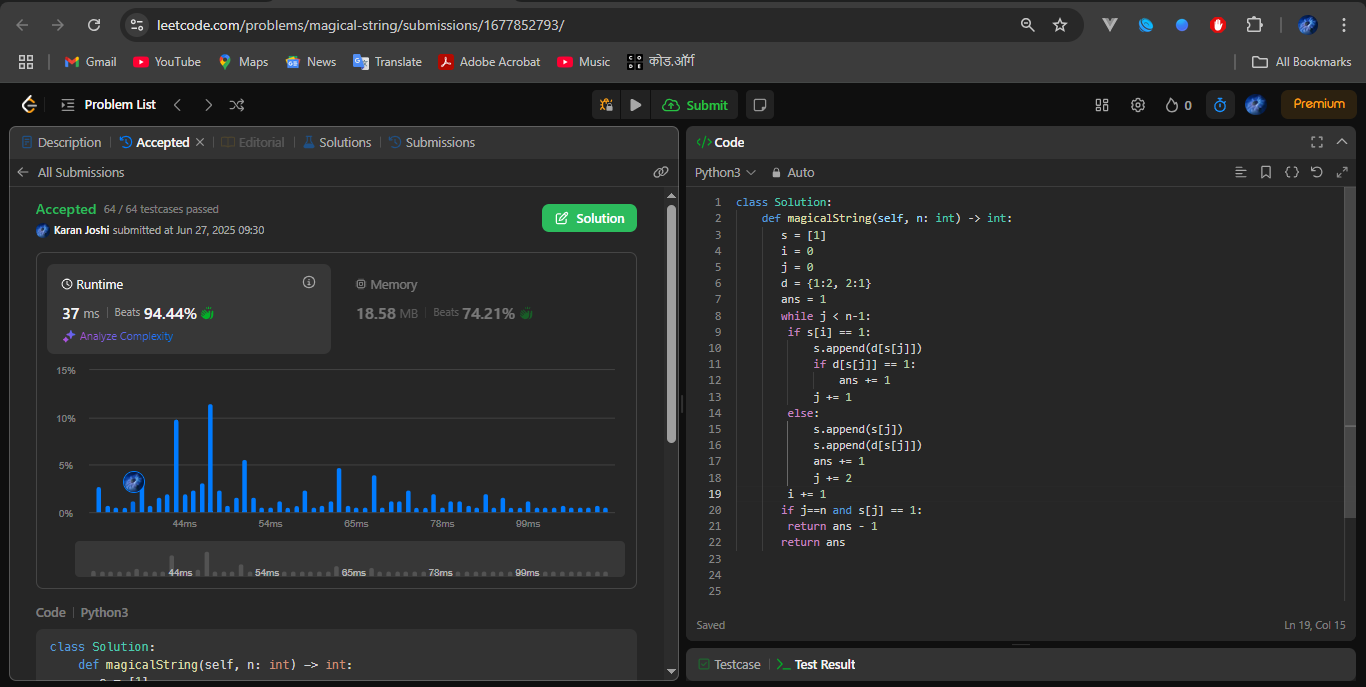 leetcode.com/problems/magical-string/submissions/1677852793/
Gmail YouTube Maps News Translate Adobe Acrobat Music कोड.ऑर्ग All Bookmarks
Problem List Submit 0 Premium
Description Accepted Editorial Solutions Submissions
All Submissions
Accepted 64 / 64 testcases passed
Karan Joshi submitted at Jun 27, 2025 09:30
Solution
Runtime
37 ms Beats 94.44%
Analyze Complexity
Memory
18.58 MB Beats 74.21%
15%
10%
5%
0%
44ms 54ms 65ms 78ms 99ms
44ms 54ms 65ms 78ms 99ms
Code Python3
class Solution:
def magicalString(self, n: int) -> int:
s = [1]
</> Code
Python3 Auto
1 class Solution:
2 def magicalString(self, n: int) -> int:
3 s = [1]
4 i = 0
5 j = 0
6 d = {1:2, 2:1}
7 ans = 1
8 while j < n-1:
9 if s[i] == 1:
10 s.append(d[s[j]])
11 if d[s[j]] == 1:
12 ans += 1
13 j += 1
14 else:
15 s.append(s[j])
16 s.append(d[s[j]])
17 ans += 1
18 j += 2
19 i += 1
20 if j==n and s[j] == 1:
21 return ans - 1
22 return ans
23
24
25
Saved Ln 19, Col 15
Testcase >_ Test Result